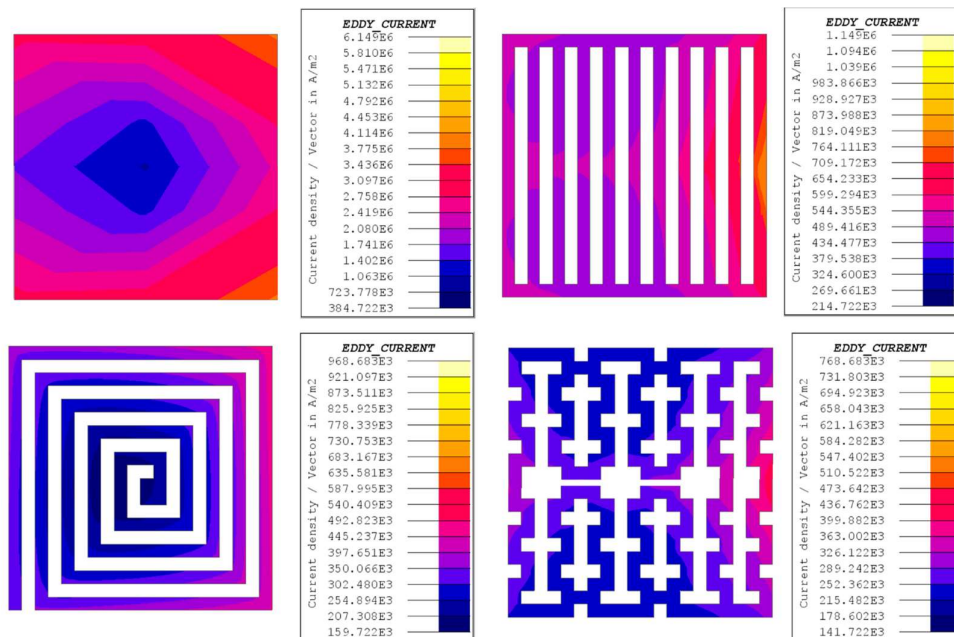 EDDY_CURRENT
Current density / Vector in A/m2
6.149E6
5.810E6
5.471E6
5.132E6
4.792E6
4.453E6
4.114E6
3.775E6
3.436E6
3.097E6
2.758E6
2.419E6
2.080E6
1.741E6
1.402E6
1.063E6
723.778E3
384.722E3
EDDY_CURRENT
Current density / Vector in A/m2
1.149E6
1.094E6
1.039E6
983.866E3
928.927E3
873.988E3
819.049E3
764.111E3
709.172E3
654.233E3
599.294E3
544.355E3
489.416E3
434.477E3
379.538E3
324.600E3
269.661E3
214.722E3
EDDY_CURRENT
Current density / Vector in A/m2
968.683E3
921.097E3
873.511E3
825.925E3
778.339E3
730.753E3
683.167E3
635.581E3
587.995E3
540.409E3
492.823E3
445.237E3
397.651E3
350.066E3
302.480E3
254.894E3
207.308E3
159.722E3
EDDY_CURRENT
Current density / Vector in A/m2
768.683E3
731.803E3
694.923E3
658.043E3
621.163E3
584.282E3
547.402E3
510.522E3
473.642E3
436.762E3
399.882E3
363.002E3
326.122E3
289.242E3
252.362E3
215.482E3
178.602E3
141.722E3